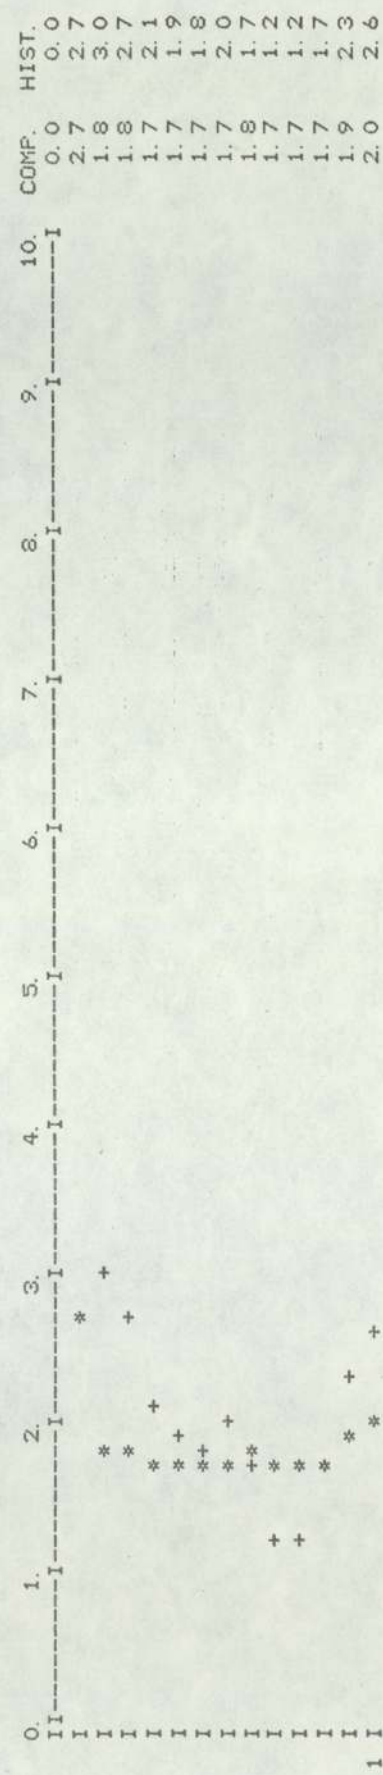 0. 1. 2. 3. 4. 5. 6. 7. 8. 9. 10. COMP. HIST.
II---------I---------I---------I---------I---------I---------I---------I---------I---------I---------I 0.0 0.0
I * 2.7 2.7
I * + 1.8 3.0
I * + 1.8 2.7
I * + 1.7 2.1
I * + 1.7 1.9
I * + 1.7 1.8
I * + 1.7 2.0
I + * 1.8 1.7
I + * 1.7 1.2
I + * 1.7 1.2
I * 1.7 1.7
I * + 1.9 2.3
1 I * + 2.0 2.6